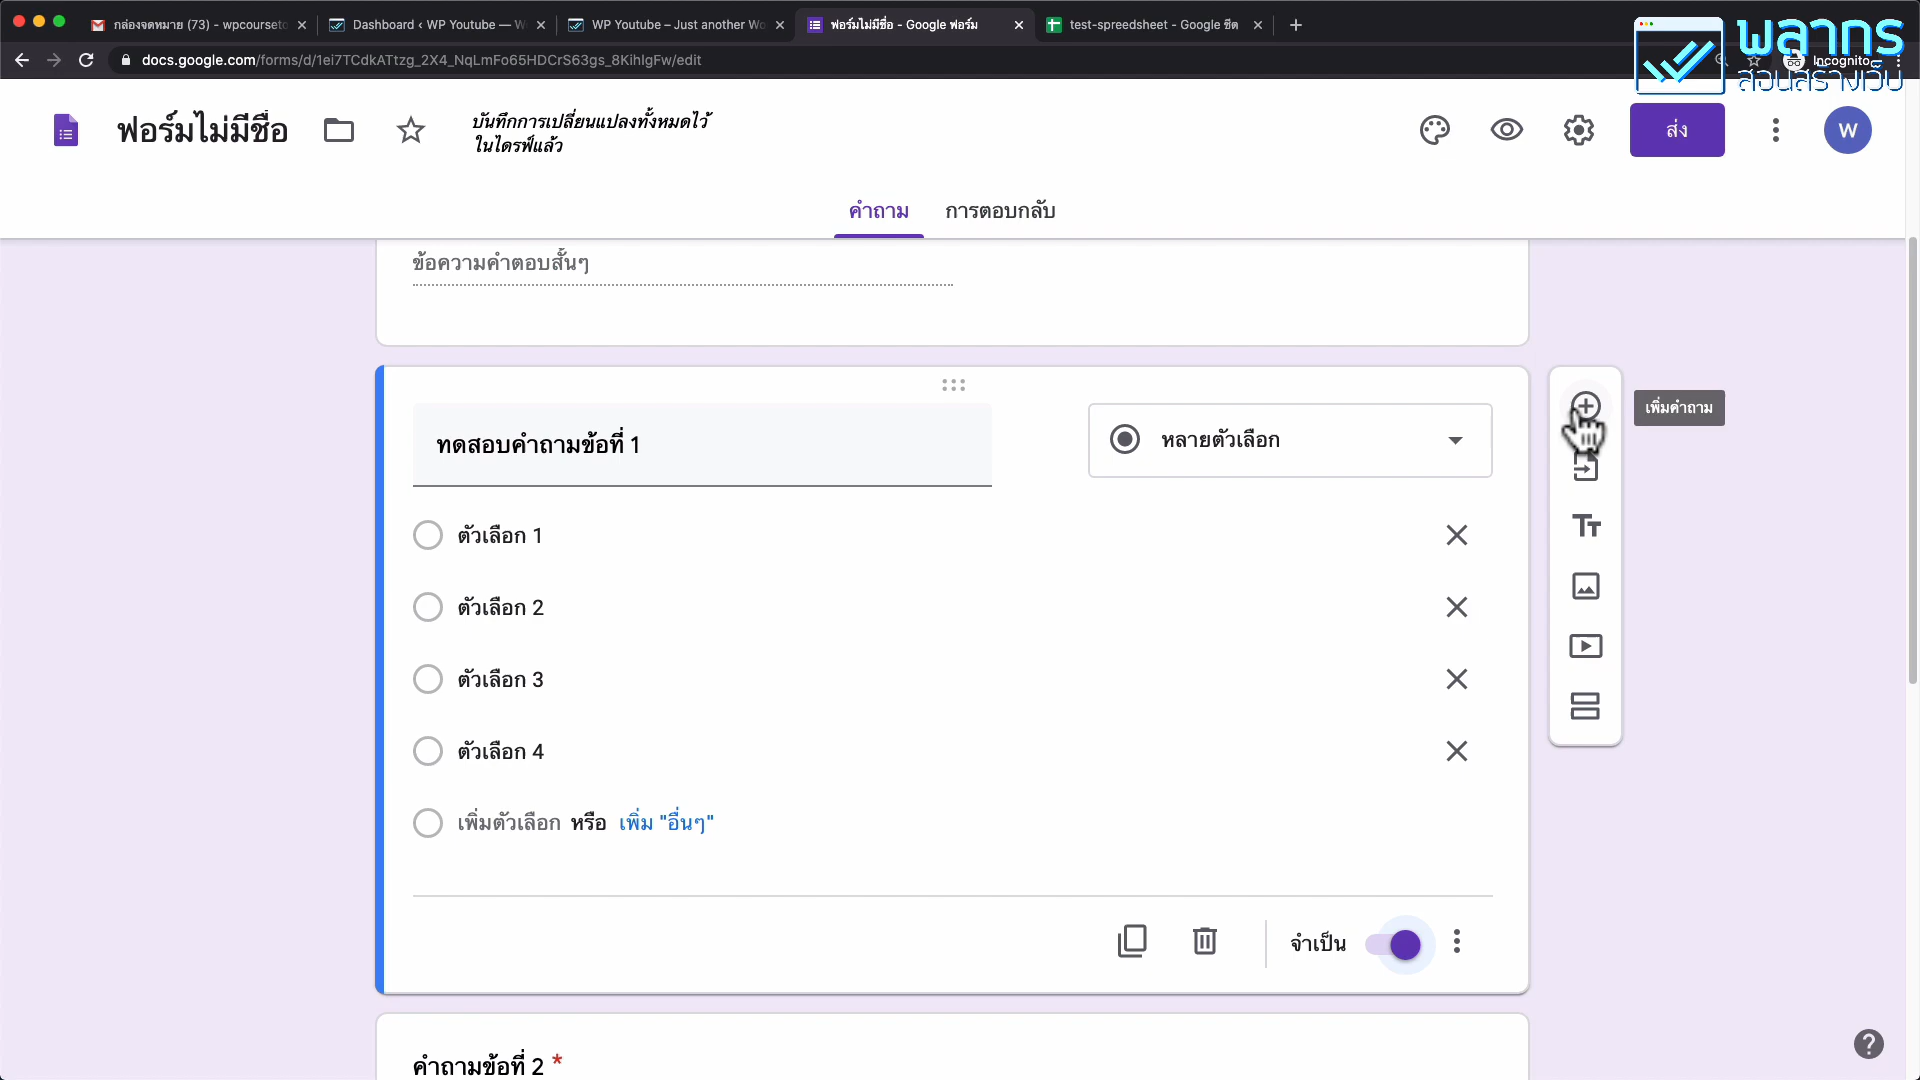 กล่องจดหมาย (73) - wpcourseto
Dashboard ‹ WP Youtube — W
WP Youtube – Just another Wo
ฟอร์มไม่มีชื่อ - Google ฟอร์ม
test-spreedsheet - Google ชีต
พลากร
สอนสร้างเว็บ
docs.google.com/forms/d/1ei7TCdkATtzg_2X4_NqLmFo65HDCrS63gs_8KihlgFw/edit
Incognito
ฟอร์มไม่มีชื่อ
บันทึกการเปลี่ยนแปลงทั้งหมดไว้
ในไดรฟ์แล้ว
ส่ง
W
คำถาม
การตอบกลับ
ข้อความคำตอบสั้นๆ
ทดสอบคำถามข้อที่ 1
หลายตัวเลือก
เพิ่มคำถาม
ตัวเลือก 1
ตัวเลือก 2
ตัวเลือก 3
ตัวเลือก 4
เพิ่มตัวเลือก หรือ เพิ่ม "อื่นๆ"
จำเป็น
คำถามข้อที่ 2 *